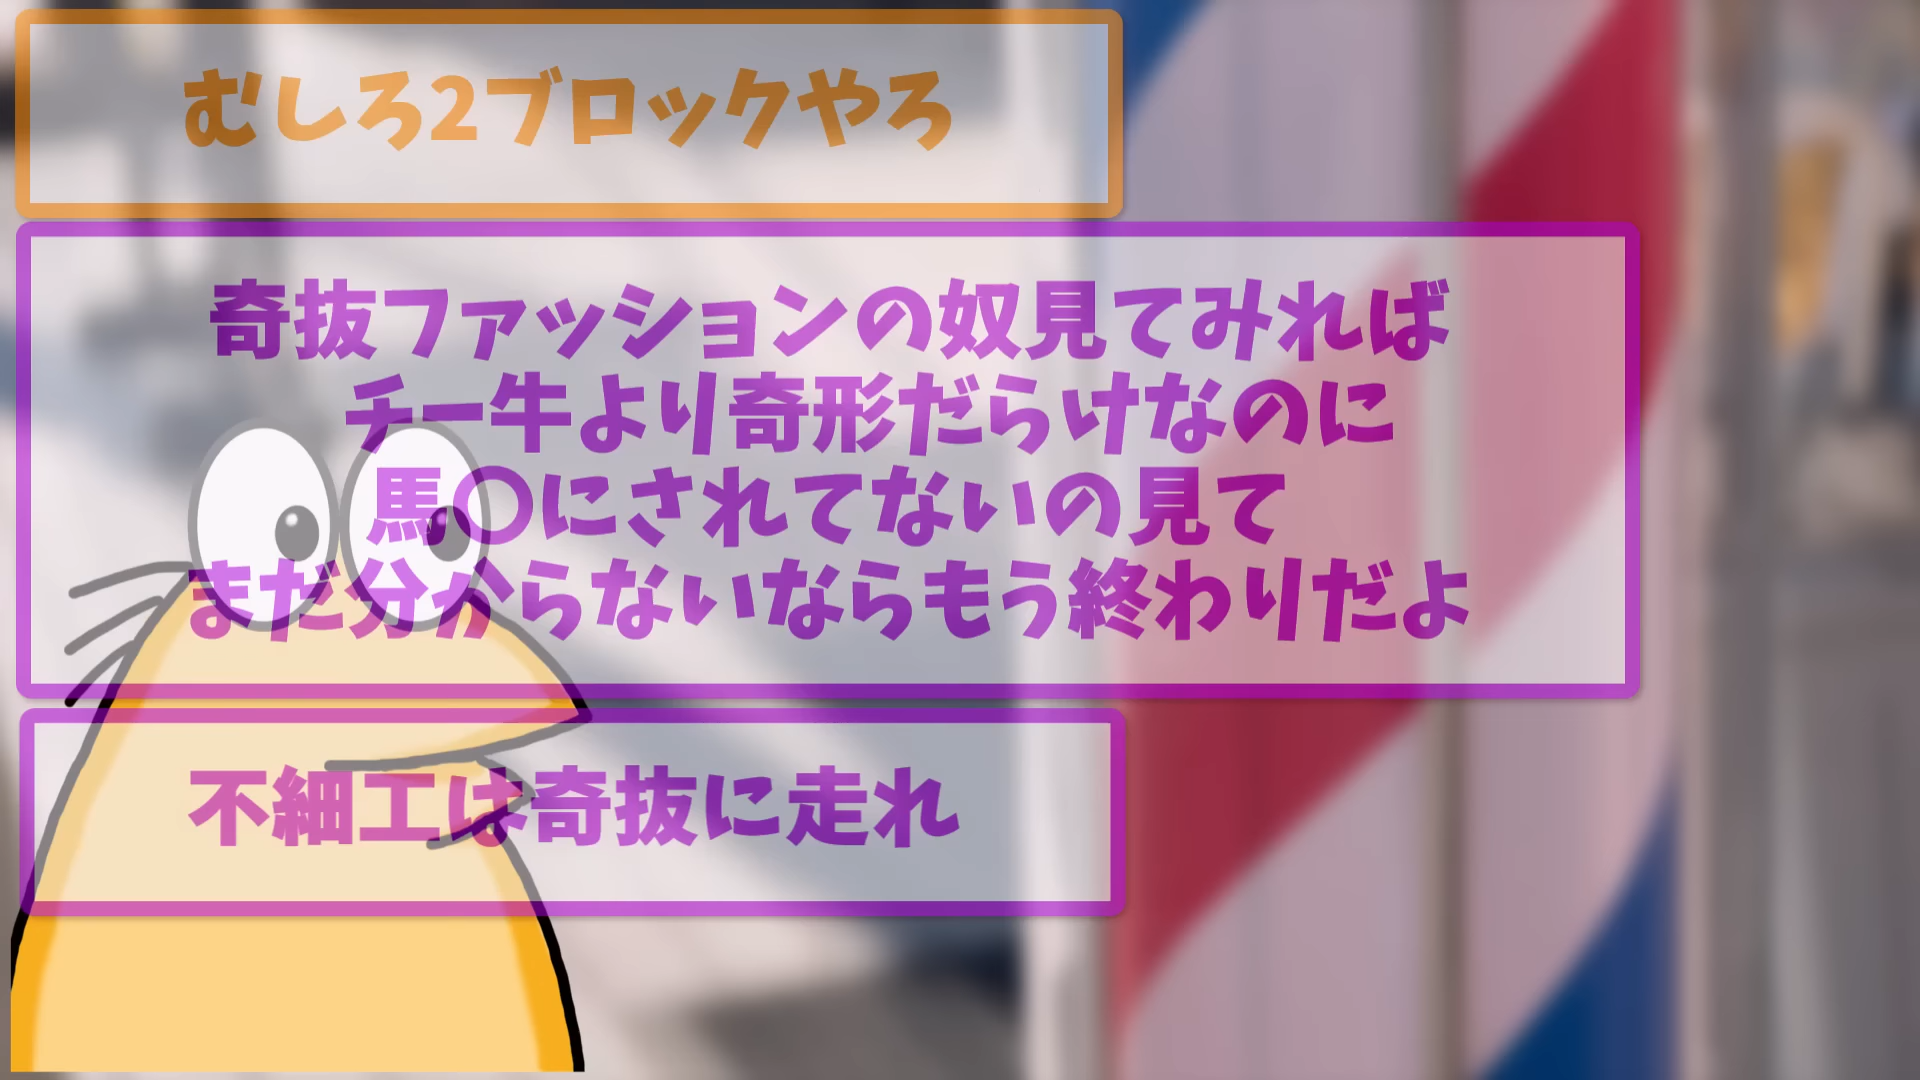 むしろ2ブロックやろ
奇抜ファッションの奴見てみれば
チー牛より奇形だらけなのに
馬〇にされてないの見て
まだ分からないならもう終わりだよ
不細工は奇抜に走れ